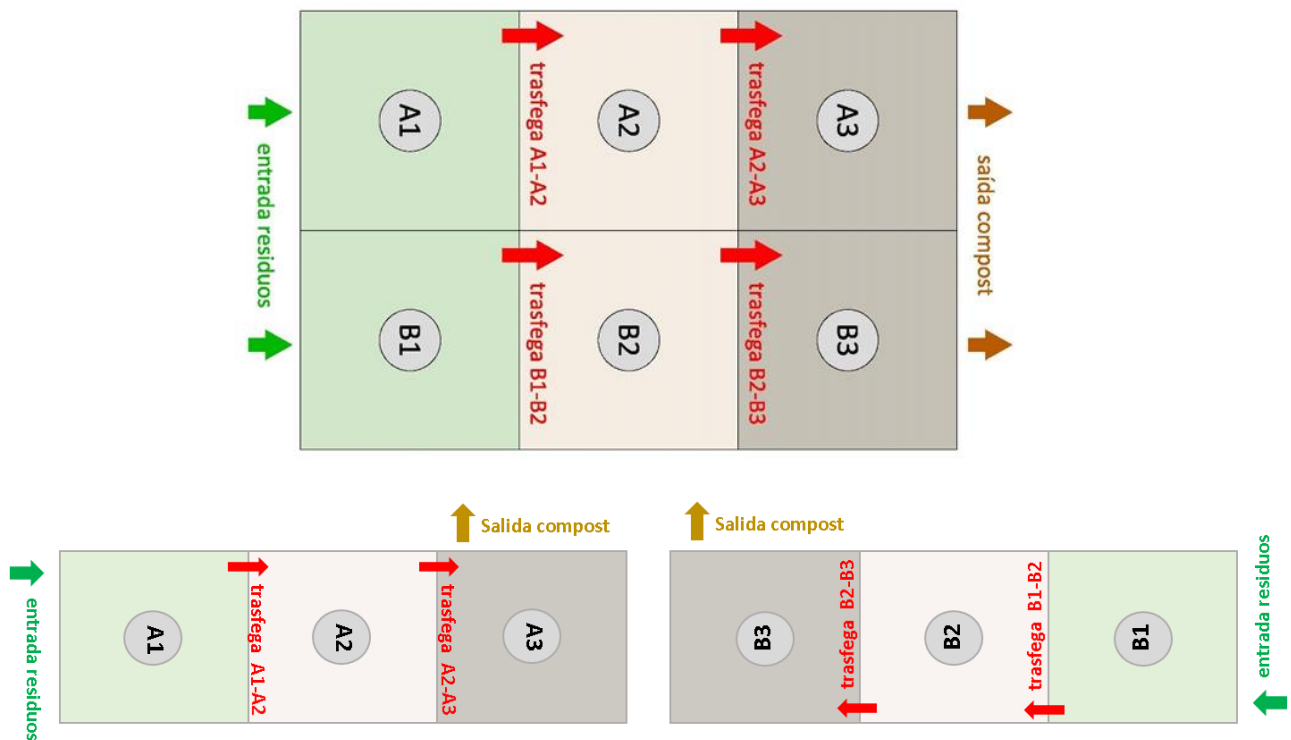 entrada residuos
A1
trasfega A1-A2
A2
trasfega A2-A3
A3
saída compost
B1
trasfega B1-B2
B2
trasfega B2-B3
B3
Salida compost
entrada residuos
A1
trasfega A1-A2
A2
trasfega A2-A3
A3
Salida compost
B3
trasfega B2-B3
B2
trasfega B1-B2
B1
entrada residuos